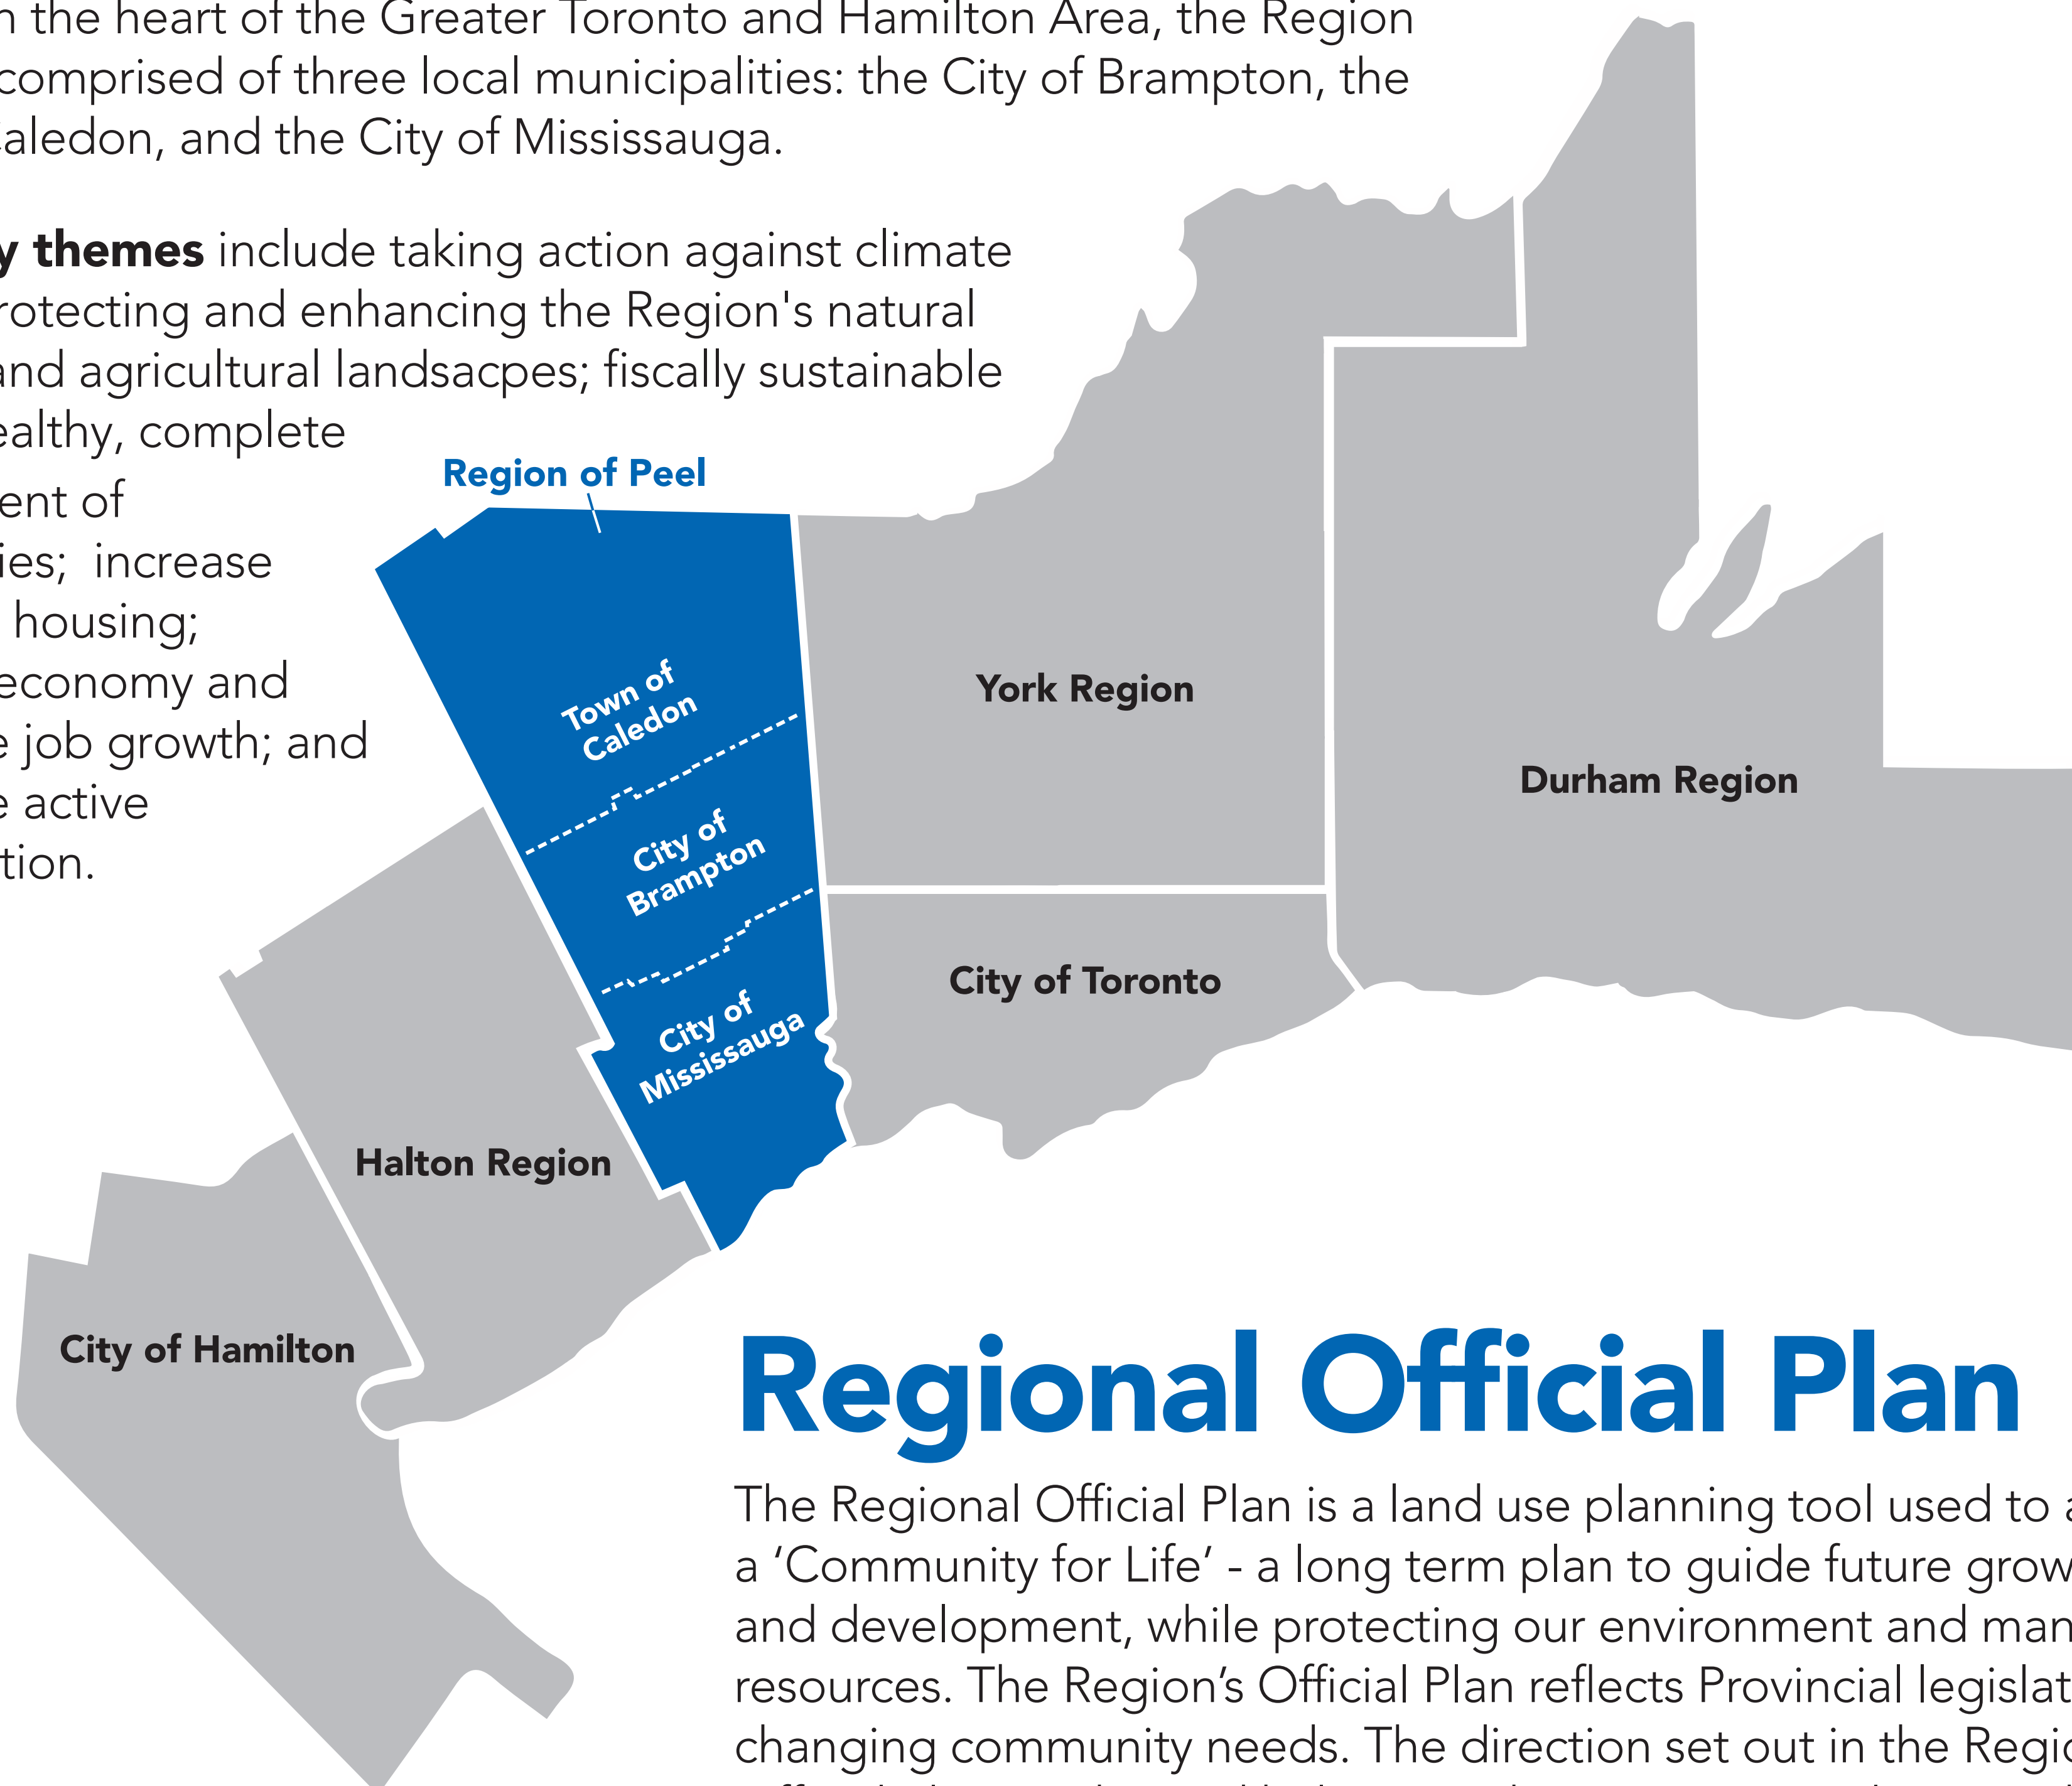 n the heart of the Greater Toronto and Hamilton Area, the Region
comprised of three local municipalities: the City of Brampton, the
aledon, and the City of Mississauga.
y themes include taking action against climate
rotecting and enhancing the Region's natural
and agricultural landsacpes; fiscally sustainable
ealthy, complete
ent of
ies; increase
housing;
economy and
e job growth; and
e active
tion.
Region of Peel
Town of
Caledon
City of
Brampton
City of
Mississauga
York Region
Durham Region
City of Toronto
Halton Region
City of Hamilton
Regional Official Plan
The Regional Official Plan is a land use planning tool used to a
a ‘Community for Life’ - a long term plan to guide future grow
and development, while protecting our environment and man
resources. The Region’s Official Plan reflects Provincial legislat
changing community needs. The direction set out in the Regio